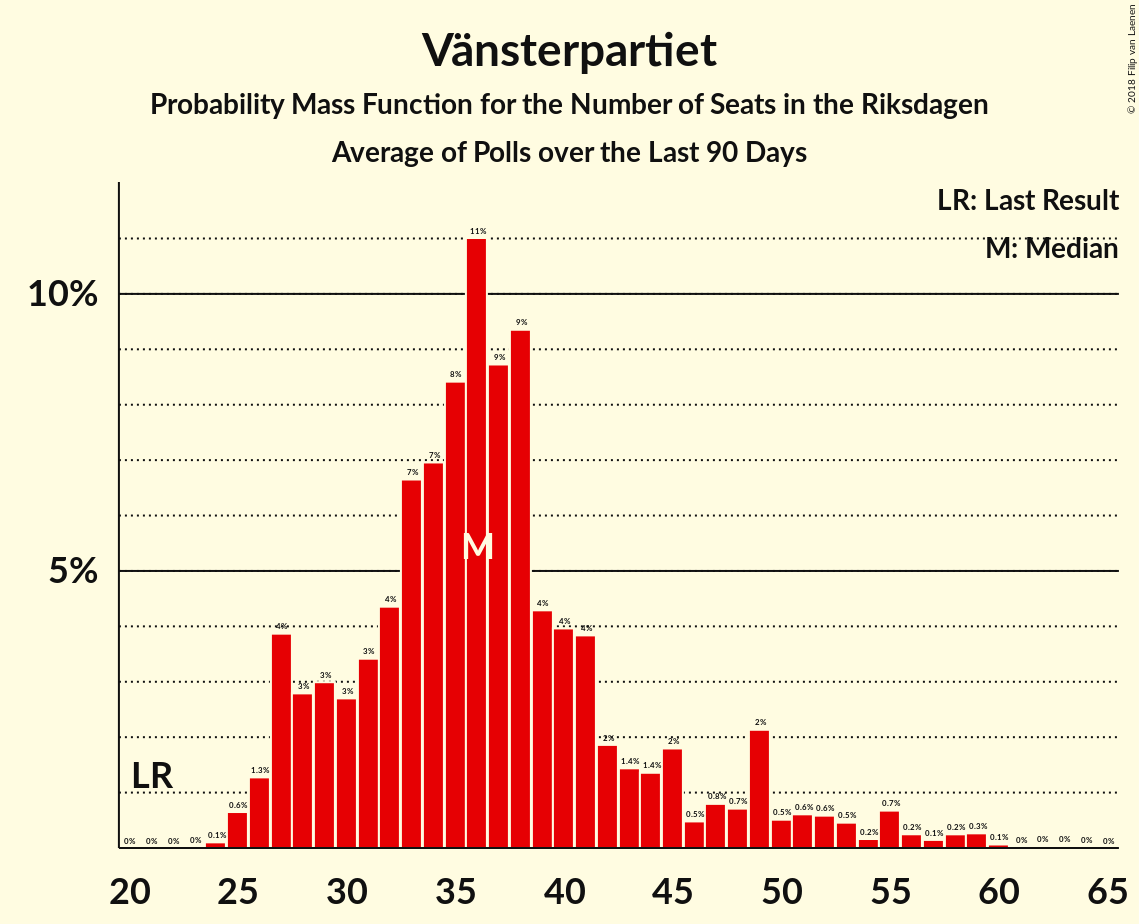 Vänsterpartiet
Probability Mass Function for the Number of Seats in the Riksdagen
Average of Polls over the Last 90 Days
© 2018 Filip van Laenen
LR: Last Result
M: Median
10%
5%
LR
M
0% 0% 0% 0% 0.1% 0.6% 1.3% 4% 3% 3% 3% 3% 4% 7% 7% 8% 11% 9% 9% 4% 4% 4% 2% 1.4% 1.4% 2% 0.5% 0.8% 0.7% 2% 0.5% 0.6% 0.6% 0.5% 0.2% 0.7% 0.2% 0.1% 0.2% 0.3% 0.1% 0% 0% 0% 0% 0%
20 25 30 35 40 45 50 55 60 65